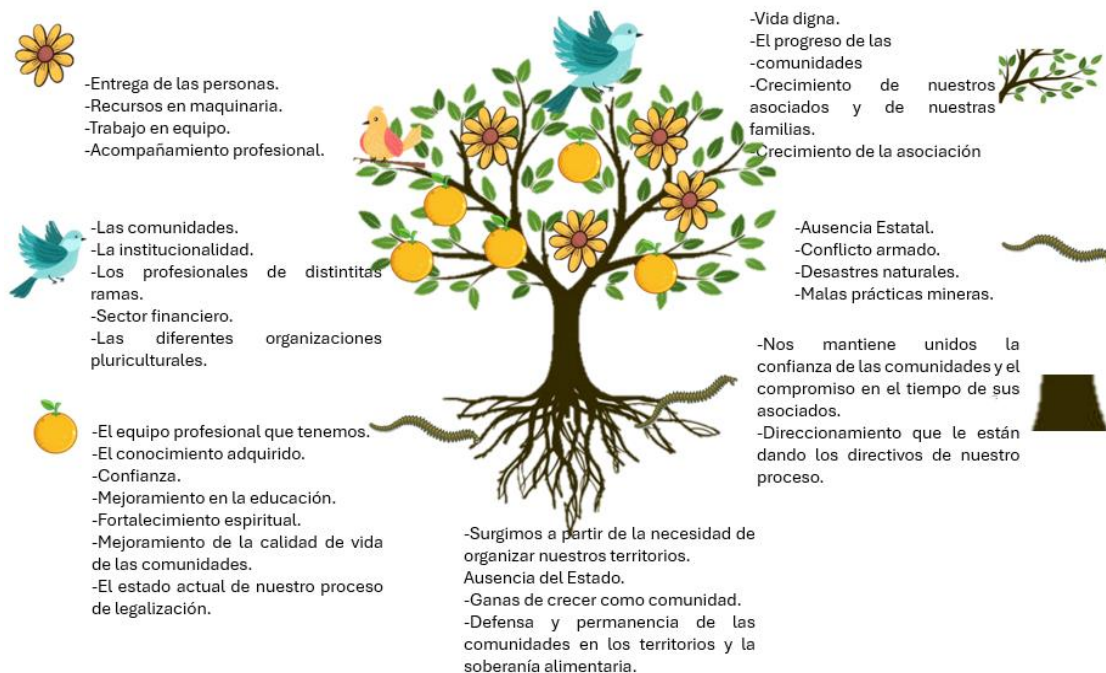 -Entrega de las personas.
-Recursos en maquinaria.
-Trabajo en equipo.
-Acompañamiento profesional.
-Las comunidades.
-La institucionalidad.
-Los profesionales de distintitas
ramas.
-Sector financiero.
-Las diferentes organizaciones
pluriculturales.
-El equipo profesional que tenemos.
-El conocimiento adquirido.
-Confianza.
-Mejoramiento en la educación.
-Fortalecimiento espiritual.
-Mejoramiento de la calidad de vida
de las comunidades.
-El estado actual de nuestro proceso
de legalización.
-Surgimos a partir de la necesidad de
organizar nuestros territorios.
Ausencia del Estado.
-Ganas de crecer como comunidad.
-Defensa y permanencia de las
comunidades en los territorios y la
soberanía alimentaria.
-Vida digna.
-El progreso de las
-comunidades
-Crecimiento de nuestros
asociados y de nuestras
familias.
-Crecimiento de la asociación
-Ausencia Estatal.
-Conflicto armado.
-Desastres naturales.
-Malas prácticas mineras.
-Nos mantiene unidos la
confianza de las comunidades y el
compromiso en el tiempo de sus
asociados.
-Direccionamiento que le están
dando los directivos de nuestro
proceso.